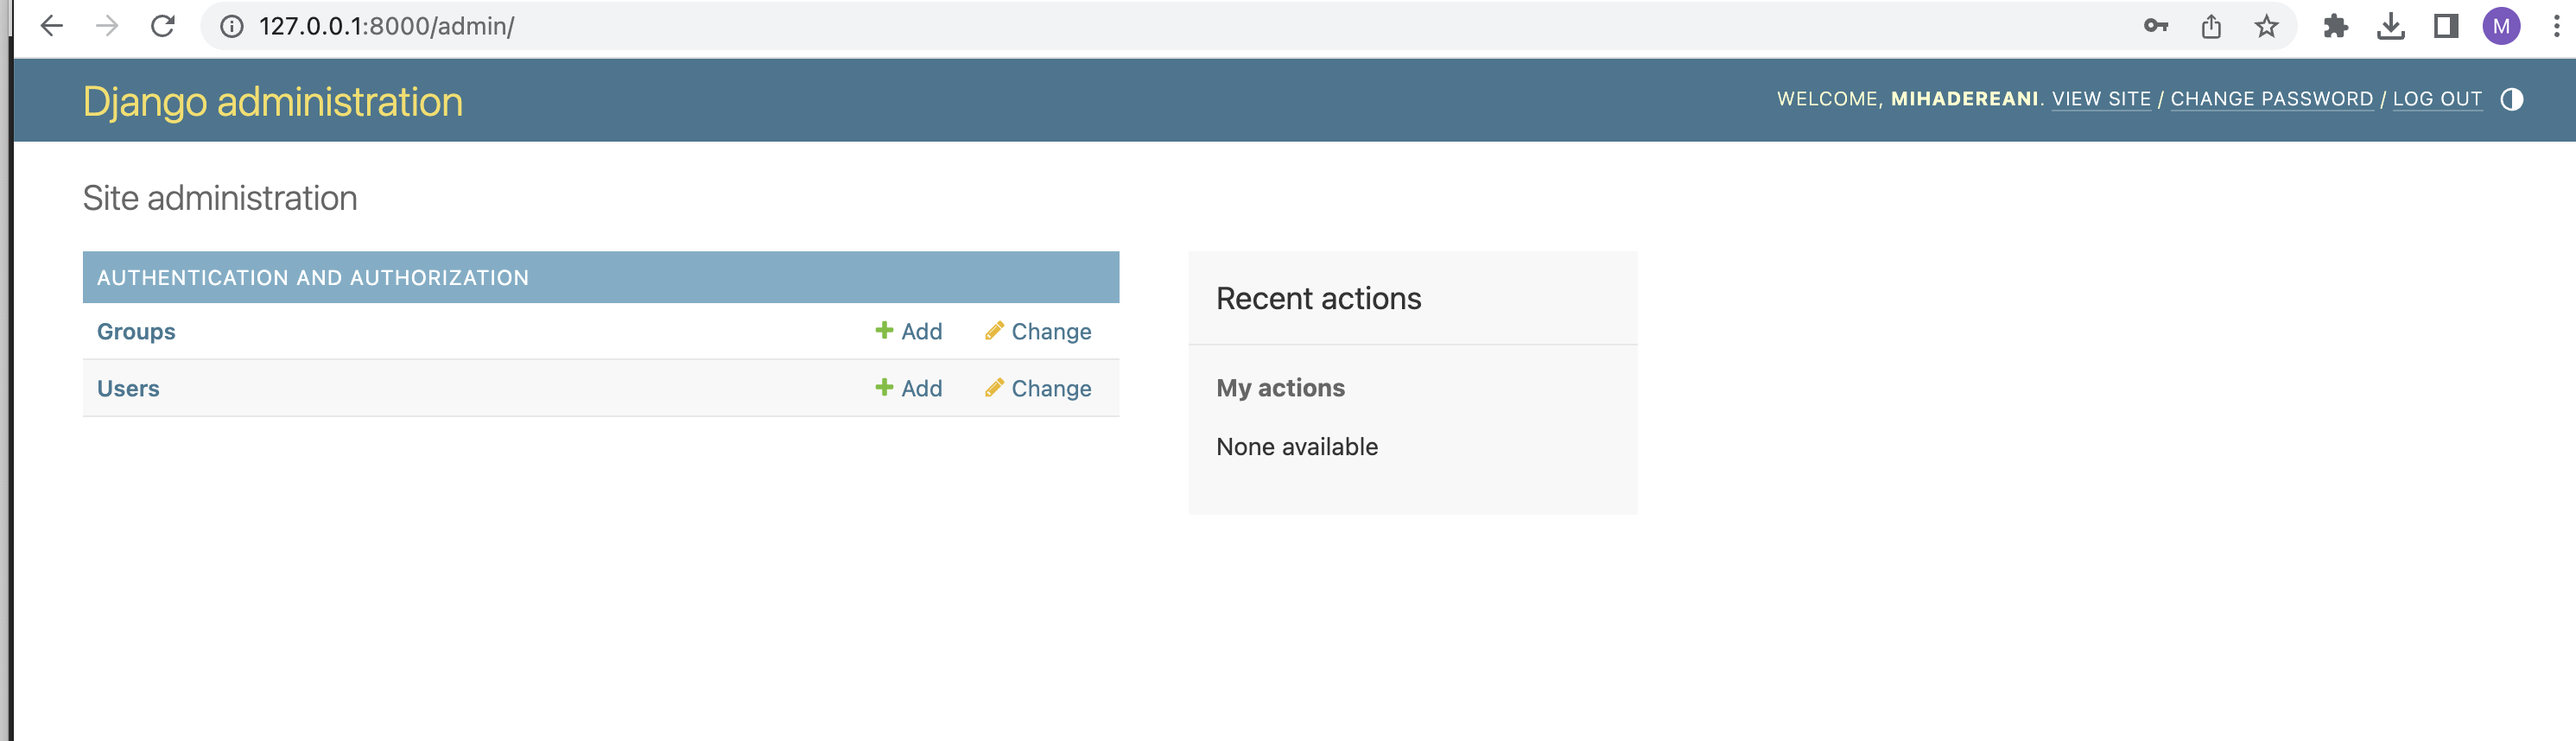 127.0.0.1:8000/admin/
M
Django administration
WELCOME, MIHADEREANI. VIEW SITE / CHANGE PASSWORD / LOG OUT
Site administration
AUTHENTICATION AND AUTHORIZATION
Groups Add Change
Users Add Change
Recent actions
My actions
None available